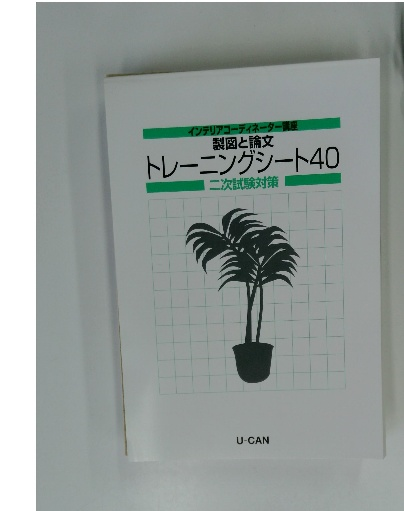 インテリアコーディネーター講座
製図と論文
トレーニングシート40
二次試験対策
U-CAN